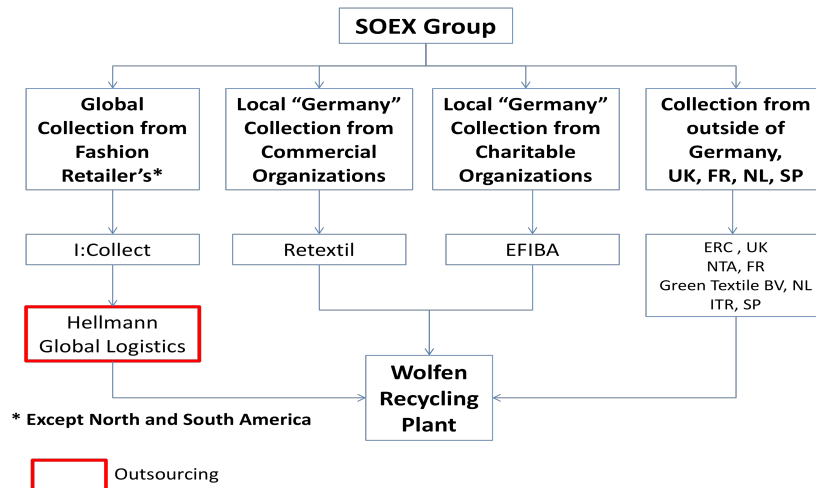 SOEX Group
Global
Collection from
Fashion
Retailer’s*
Local “Germany”
Collection from
Commercial
Organizations
Local “Germany”
Collection from
Charitable
Organizations
Collection from
outside of
Germany,
UK, FR, NL, SP
I:Collect
Retextil
EFIBA
ERC , UK
NTA, FR
Green Textile BV, NL
ITR, SP
Hellmann
Global Logistics
Wolfen
Recycling
Plant
* Except North and South America
Outsourcing